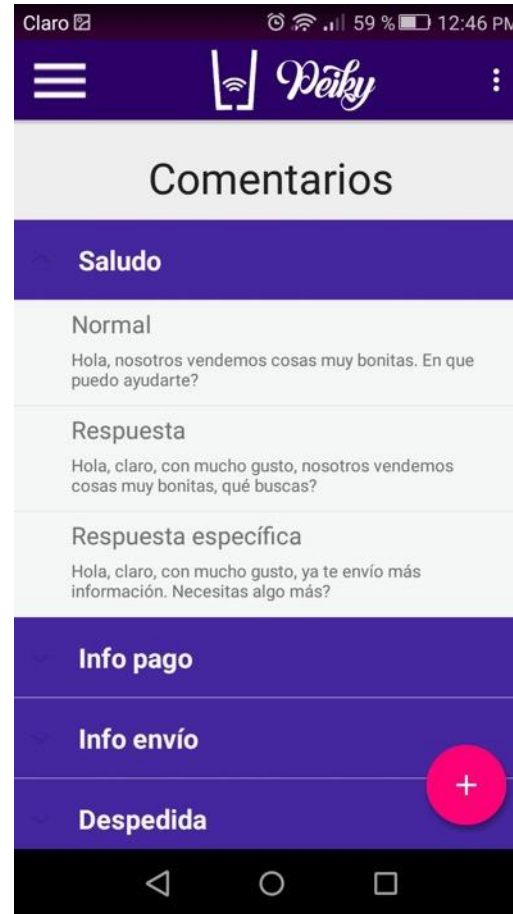 Claro 59 % 12:46 PM
Peiky
Comentarios
Saludo
Normal
Hola, nosotros vendemos cosas muy bonitas. En que
puedo ayudarte?
Respuesta
Hola, claro, con mucho gusto, nosotros vendemos
cosas muy bonitas, qué buscas?
Respuesta específica
Hola, claro, con mucho gusto, ya te envío más
información. Necesitas algo más?
Info pago
Info envío
Despedida